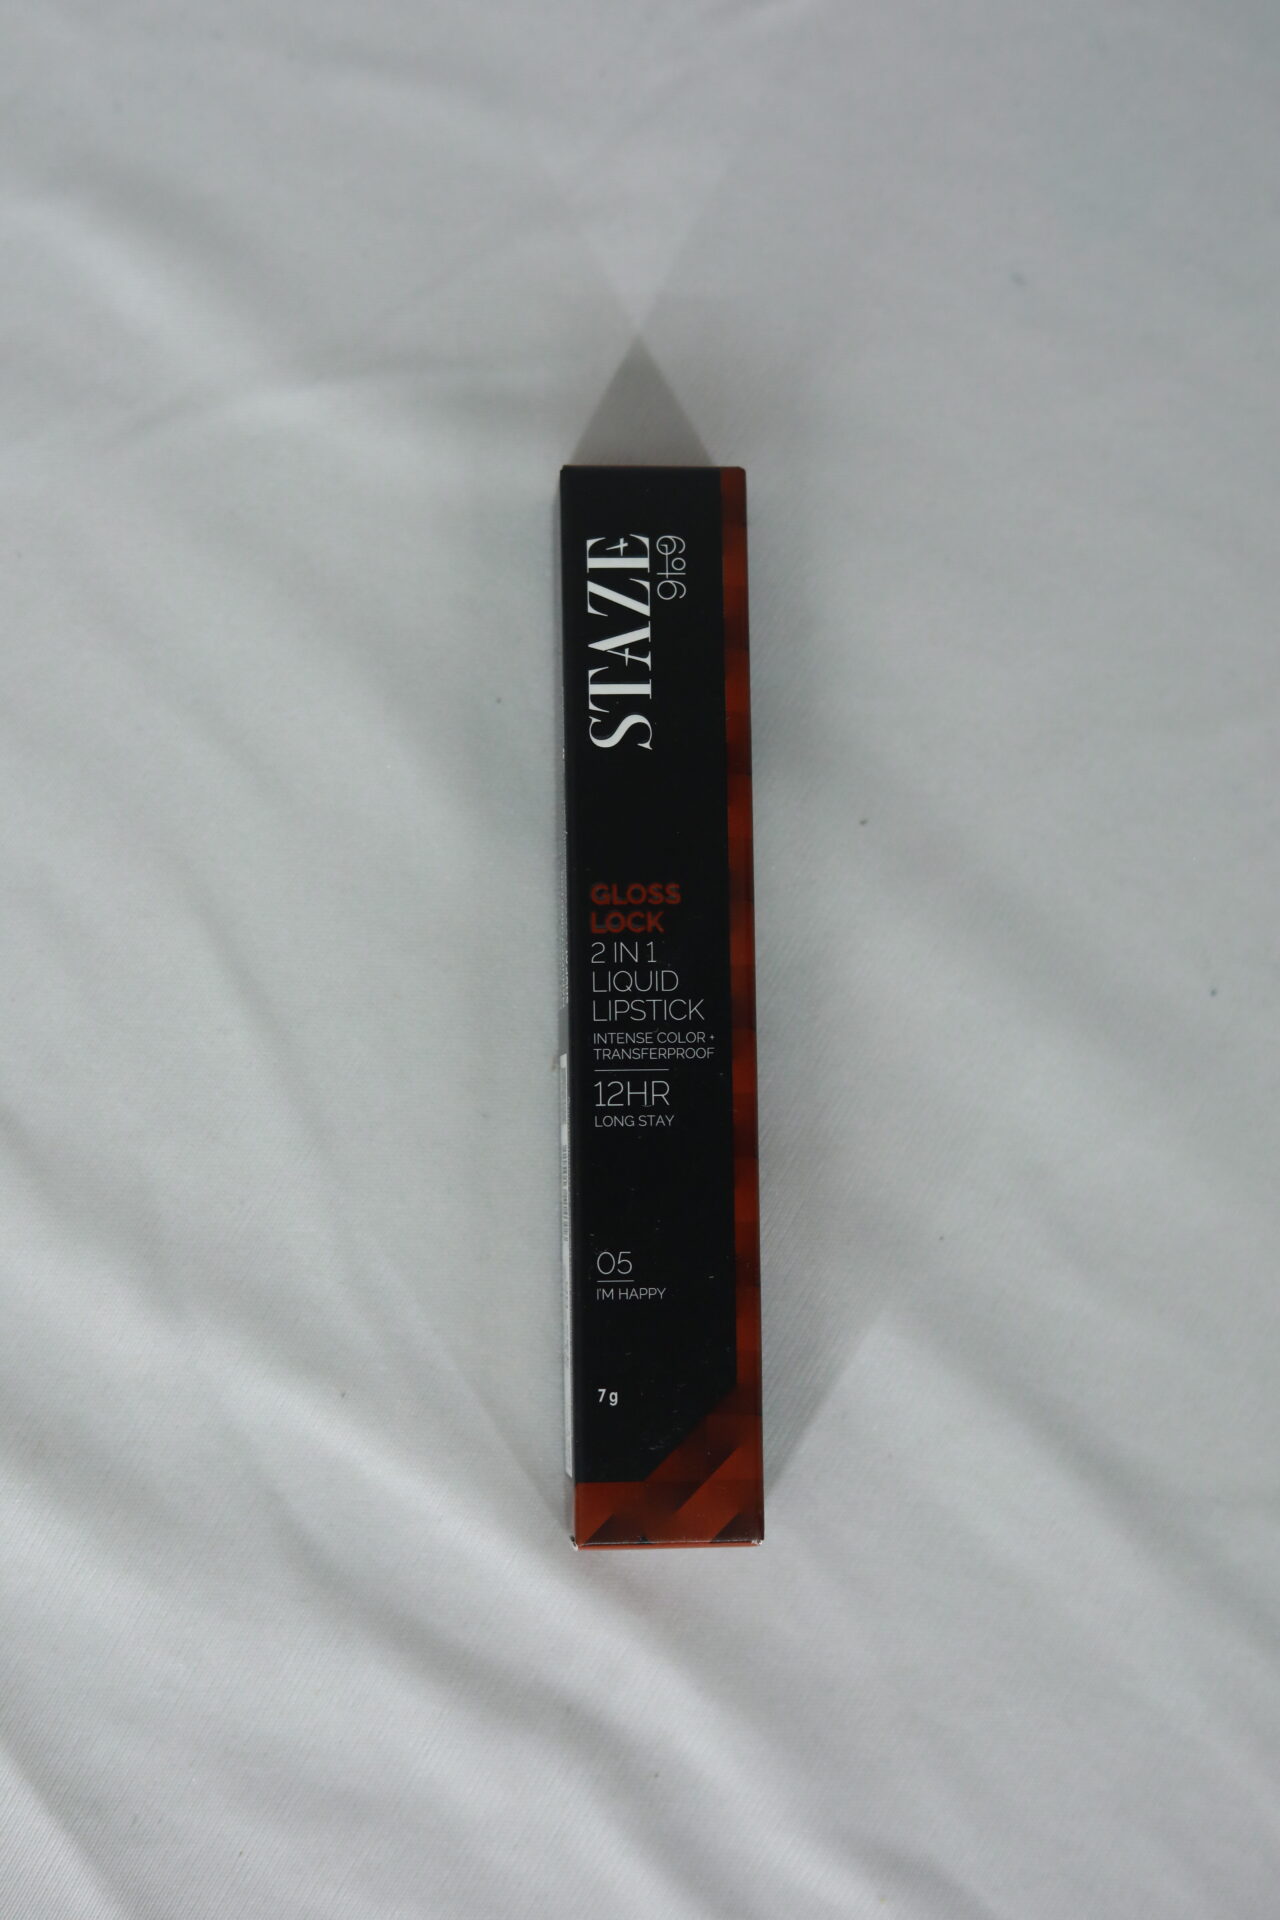 STAZE
9to9
GLOSS
LOCK
2 IN 1
LIQUID
LIPSTICK
INTENSE COLOR +
TRANSFERPROOF
12HR
LONG STAY
05
I'M HAPPY
7g